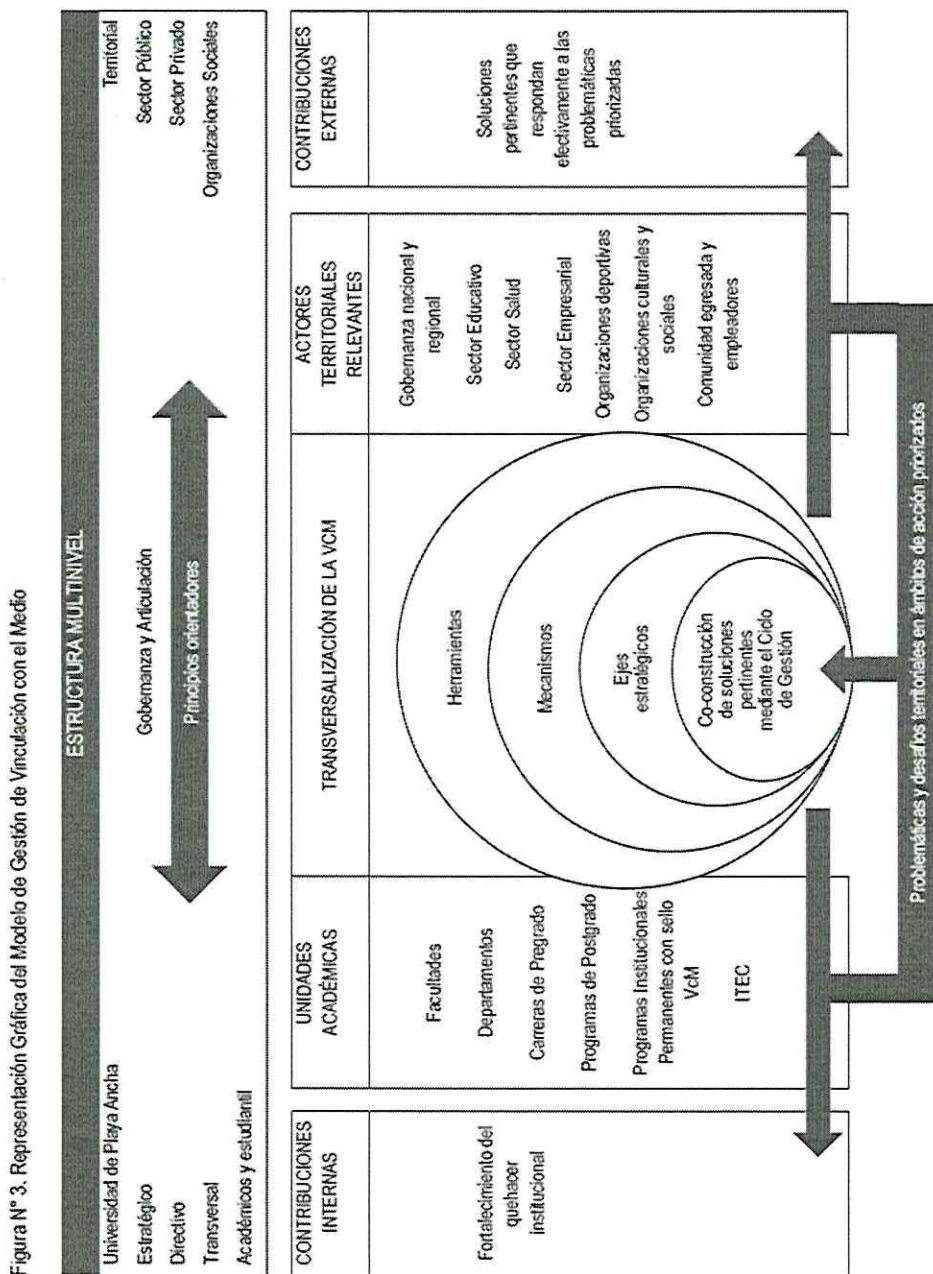 Figura N° 3. Representación Gráfica del Modelo de Gestión de Vinculación con el Medio
ESTRUCTURA MULTINIVEL
Universidad de Playa Ancha
Estratégico
Directivo
Transversal
Académicos y estudiantil
Gobernanza y Articulación
Principios orientadores
Territorial
Sector Público
Sector Privado
Organizaciones Sociales
CONTRIBUCIONES
INTERNAS
Fortalecimiento del
quehacer
institucional
UNIDADES
ACADÉMICAS
Facultades
Departamentos
Carreras de Pregrado
Programas de Postgrado
Programas Institucionales
Permanentes con sello
VcM
ITEC
TRANSVERSALIZACIÓN DE LA VCM
Herramientas
Mecanismos
Ejes
estratégicos
Co-construcción
de soluciones
pertinentes
mediante el Ciclo
de Gestión
ACTORES
TERRITORIALES
RELEVANTES
Gobernanza nacional y
regional
Sector Educativo
Sector Salud
Sector Empresarial
Organizaciones deportivas
Organizaciones culturales y
sociales
Comunidad egresada y
empleadores
CONTRIBUCIONES
EXTERNAS
Soluciones
pertinentes que
respondan
efectivamente a las
problemáticas
priorizadas
Problemáticas y desafíos territoriales en ámbitos de acción priorizados